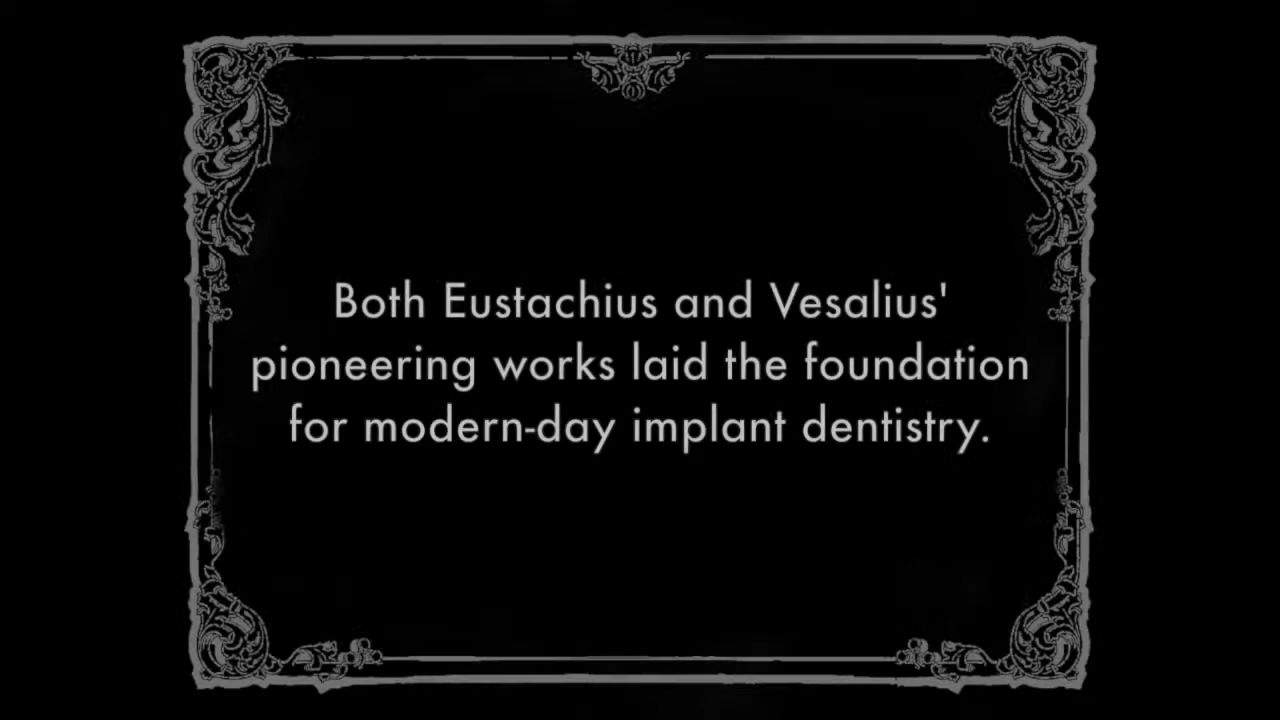 Both Eustachius and Vesalius'
pioneering works laid the foundation
for modern-day implant dentistry.